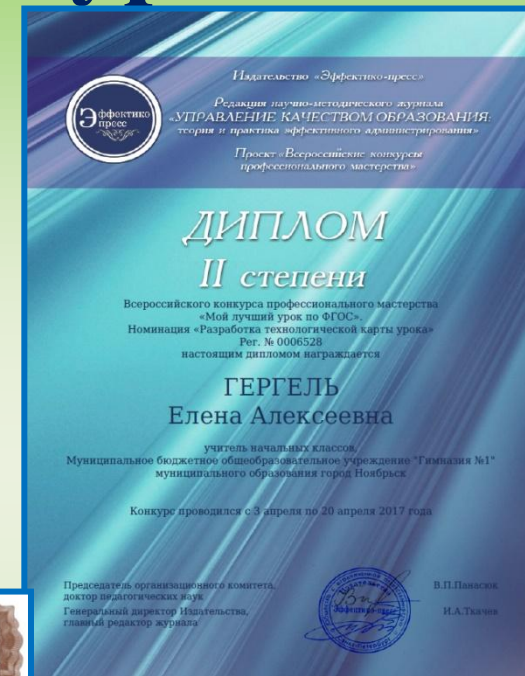 Эффектико
пресс
Издательство «Эффектико-пресс»
Редакция научно-методического журнала
«УПРАВЛЕНИЕ КАЧЕСТВОМ ОБРАЗОВАНИЯ:
теория и практика эффективного администрирования»
Проект «Всероссийские конкурсы
профессионального мастерства»
ДИПЛОМ
II степени
Всероссийского конкурса профессионального мастерства
«Мой лучший урок по ФГОС».
Номинация «Разработка технологической карты урока»
Рег. № 0006528
настоящим дипломом награждается
ГЕРГЕЛЬ
Елена Алексеевна
учитель начальных классов,
Муниципальное бюджетное общеобразовательное учреждение "Гимназия №1"
муниципального образования город Ноябрьск
Конкурс проводился с 3 апреля по 20 апреля 2017 года
Председатель организационного комитета,
доктор педагогических наук
В.П.Панасюк
Генеральный директор Издательства,
главный редактор журнала
И.А.Ткачев